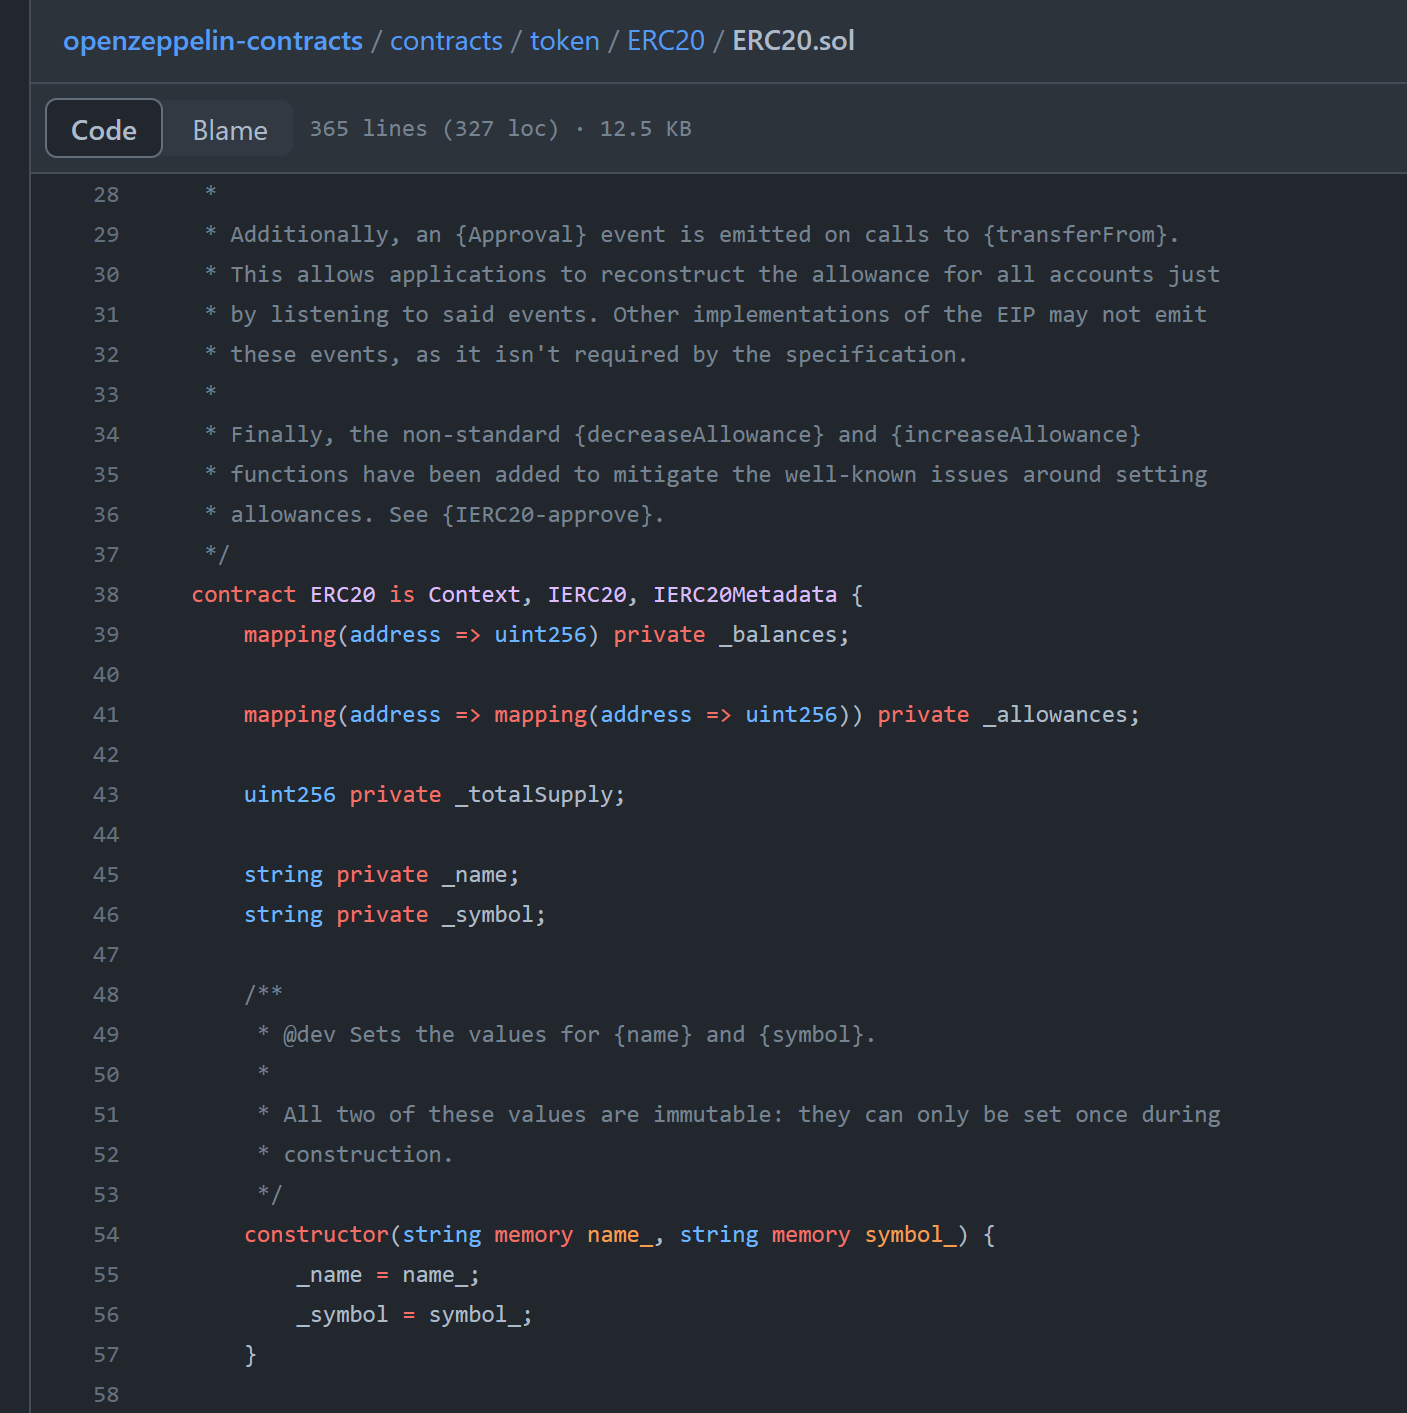 openzeppelin-contracts / contracts / token / ERC20 / ERC20.sol
Code Blame 365 lines (327 loc) · 12.5 KB
28 *
29 * Additionally, an {Approval} event is emitted on calls to {transferFrom}.
30 * This allows applications to reconstruct the allowance for all accounts just
31 * by listening to said events. Other implementations of the EIP may not emit
32 * these events, as it isn't required by the specification.
33 *
34 * Finally, the non-standard {decreaseAllowance} and {increaseAllowance}
35 * functions have been added to mitigate the well-known issues around setting
36 * allowances. See {IERC20-approve}.
37 */
38 contract ERC20 is Context, IERC20, IERC20Metadata {
39 mapping(address => uint256) private _balances;
40
41 mapping(address => mapping(address => uint256)) private _allowances;
42
43 uint256 private _totalSupply;
44
45 string private _name;
46 string private _symbol;
47
48 /**
49 * @dev Sets the values for {name} and {symbol}.
50 *
51 * All two of these values are immutable: they can only be set once during
52 * construction.
53 */
54 constructor(string memory name_, string memory symbol_) {
55 _name = name_;
56 _symbol = symbol_;
57 }
58